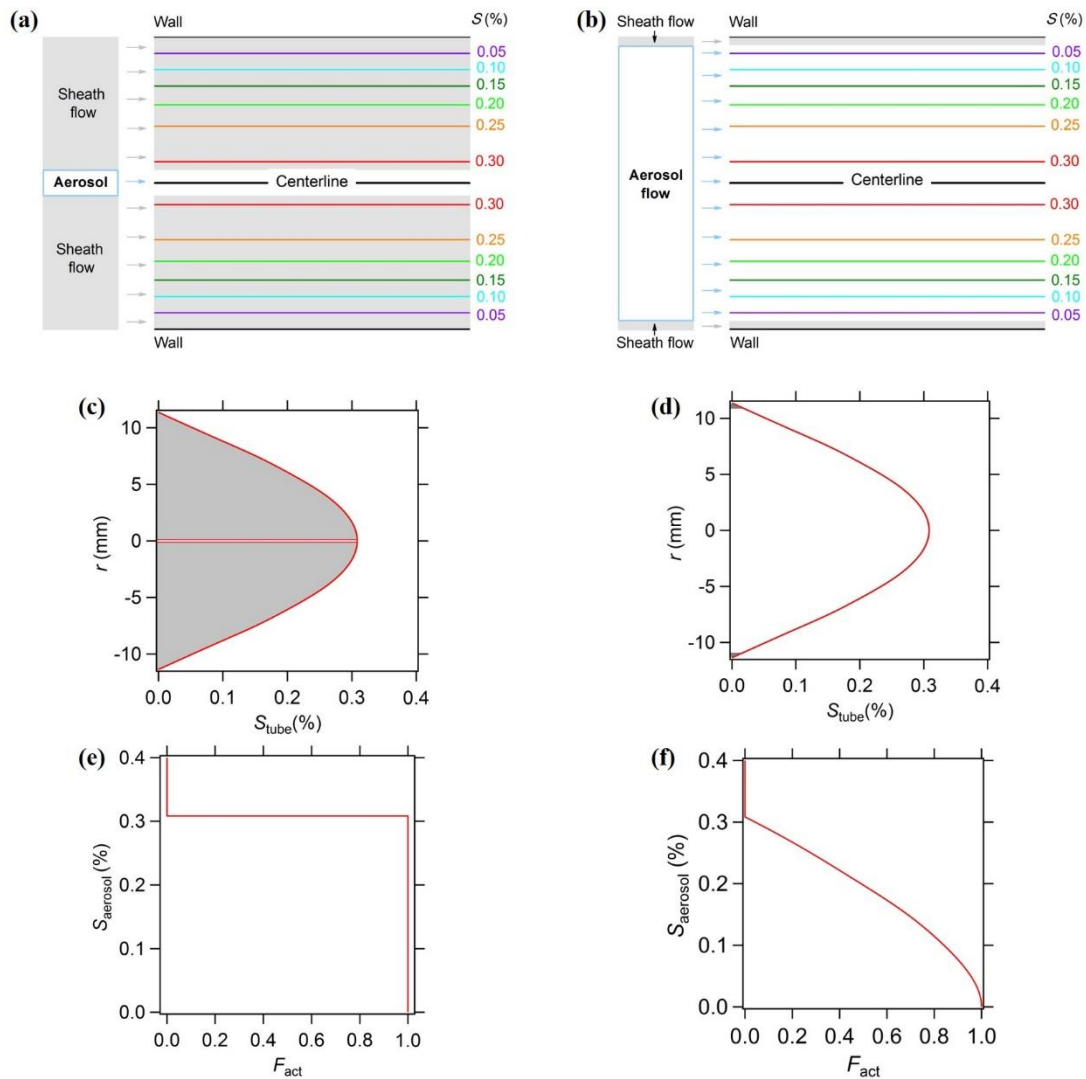 (a)
Wall
S (%)
0.05
0.10
0.15
Sheath
flow
0.20
0.25
0.30
Aerosol
Centerline
0.30
Sheath
flow
0.25
0.20
0.15
0.10
0.05
Wall
(b)
Sheath flow
Wall
S (%)
0.05
0.10
0.15
0.20
0.25
0.30
Aerosol
flow
Centerline
0.30
0.25
0.20
0.15
0.10
0.05
Sheath flow
Wall
(c)
10
5
0
-5
-10
r (mm)
0.0 0.1 0.2 0.3 0.4
Stube(%)
(d)
10
5
0
-5
-10
r (mm)
0.0 0.1 0.2 0.3 0.4
Stube(%)
(e)
0.4
0.3
0.2
0.1
0.0
Saerosol (%)
0.0 0.2 0.4 0.6 0.8 1.0
Fact
(f)
0.4
0.3
0.2
0.1
0.0
Saerosol (%)
0.0 0.2 0.4 0.6 0.8 1.0
Fact